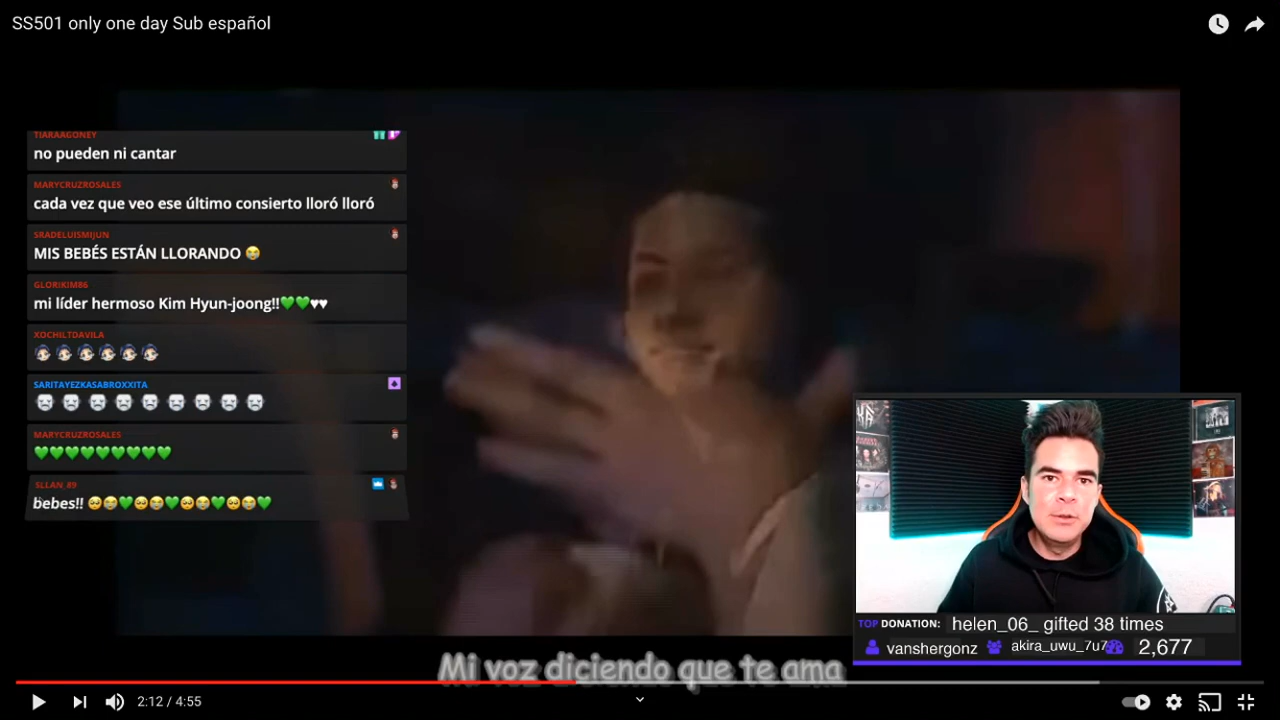 SS501 only one day Sub español
TIARAAGONEY
no pueden ni cantar
MARYCRUZROSALES
cada vez que veo ese último consierto lloró lloró
SRADELUISMIJUN
MIS BEBÉS ESTÁN LLORANDO 😭
GLORIKIM86
mi líder hermoso Kim Hyun-joong!!💚💚♥♥
XOCHILTDAVILA
SARITAYEZKASABROXXITA
MARYCRUZROSALES
💚💚💚💚💚💚💚💚💚
SLLAN_89
bebes!! 🥺😭💚🥺😭💚🥺😭💚🥺😭💚
TOP DONATION: helen_06_ gifted 38 times
vanshergonz akira_uwu_7u7 2,677
Mi voz diciendo que te ama
2:12 / 4:55